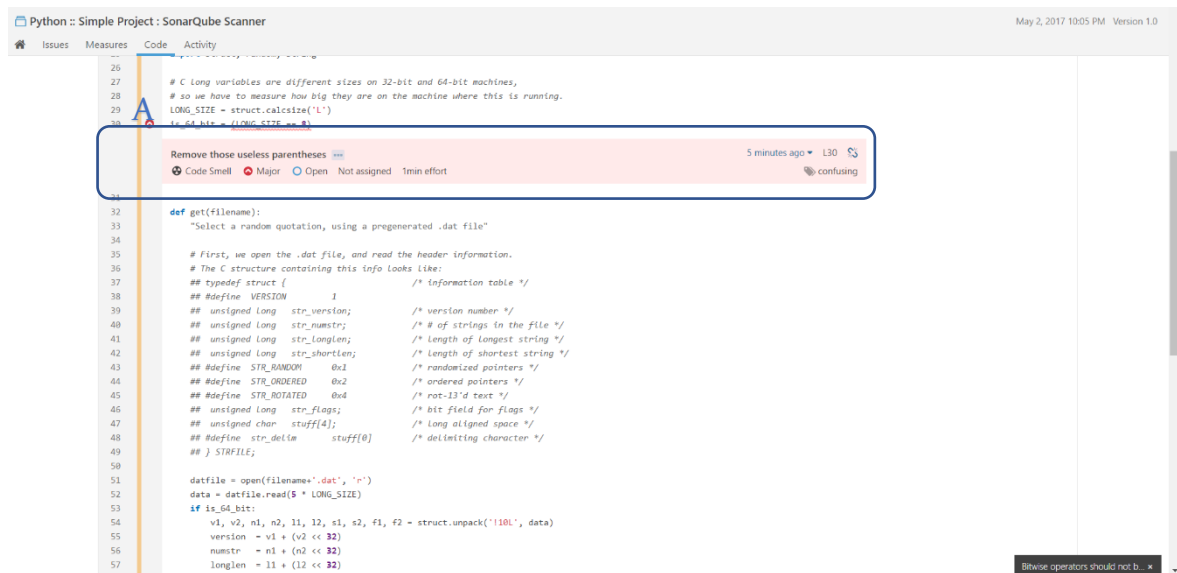 Python :: Simple Project : SonarQube Scanner
May 2, 2017 10:05 PM Version 1.0
Issues Measures Code Activity
26
27 # C long variables are different sizes on 32-bit and 64-bit machines,
28 # so we have to measure how big they are on the machine where this is running.
29 LONG_SIZE = struct.calcsize('L')
A
30 is_64_bit = (LONG_SIZE == 8)
Remove those useless parentheses ...
5 minutes ago L30
Code Smell Major Open Not assigned 1min effort
confusing
31
32 def get(filename):
33 "Select a random quotation, using a pregenerated .dat file"
34
35 # First, we open the .dat file, and read the header information.
36 # The C structure containing this info looks like:
37 ## typedef struct { /* information table */
38 ## #define VERSION 1
39 ## unsigned long str_version; /* version number */
40 ## unsigned long str_numstr; /* # of strings in the file */
41 ## unsigned long str_longlen; /* length of longest string */
42 ## unsigned long str_shortlen; /* length of shortest string */
43 ## #define STR_RANDOM 0x1 /* randomized pointers */
44 ## #define STR_ORDERED 0x2 /* ordered pointers */
45 ## #define STR_ROTATED 0x4 /* rot-13'd text */
46 ## unsigned long str_flags; /* bit field for flags */
47 ## unsigned char stuff[4]; /* long aligned space */
48 ## #define str_delim stuff[0] /* delimiting character */
49 ## } STRFILE;
50
51 datfile = open(filename+'.dat', 'r')
52 data = datfile.read(5 * LONG_SIZE)
53 if is_64_bit:
54 v1, v2, n1, n2, l1, l2, s1, s2, f1, f2 = struct.unpack('!10L', data)
55 version = v1 + (v2 << 32)
56 numstr = n1 + (n2 << 32)
57 longlen = l1 + (l2 << 32)
Bitwise operators should not b... ×